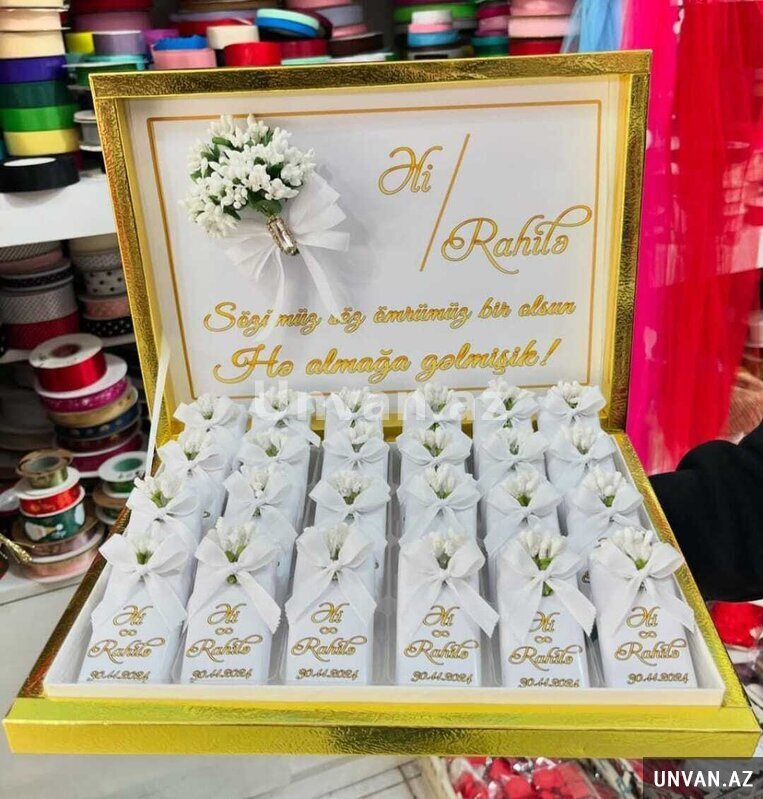 Əli
Rahilə
Sözümüz söz ömrümüz bir olsun
Hə almağa gəlmişik!
Unvan.az
Əli
∞
Rahilə
30.11.2024
Əli
∞
Rahilə
30.11.2024
Əli
∞
Rahilə
30.11.2024
Əli
∞
Rahilə
30.11.2024
Əli
∞
Rahilə
30.11.2024
Əli
∞
Rahilə
30.11.2024
UNVAN.AZ